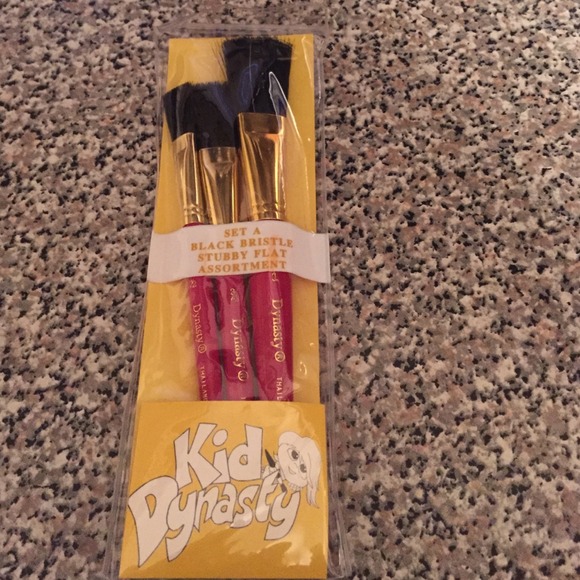 SET A
BLACK BRISTLE
STUBBY FLAT
ASSORTMENT
Dynasty
Dynasty
Dynasty
Kid
Dynasty